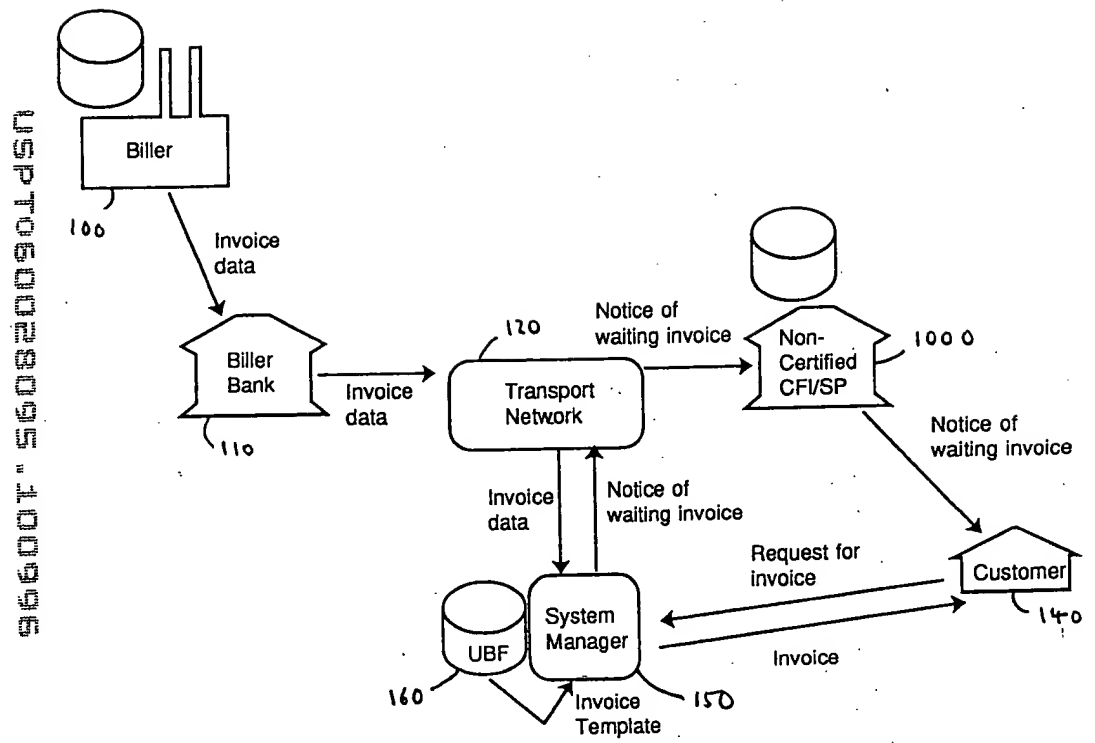 USPTO60028095.100996
Biller
100
Invoice
data
Biller
Bank
110
Invoice
data
120
Transport
Network
Notice of
waiting invoice
Non-
Certified
CFI/SP
1000
Notice of
waiting invoice
Invoice
data
Notice of
waiting invoice
Request for
invoice
Customer
140
Invoice
UBF
160
System
Manager
150
Invoice
Template